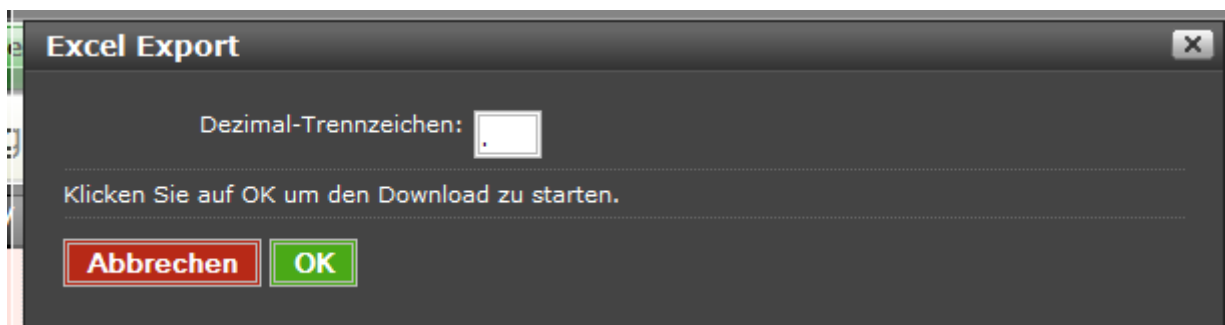 Excel Export
Dezimal-Trennzeichen: .
Klicken Sie auf OK um den Download zu starten.
Abbrechen OK